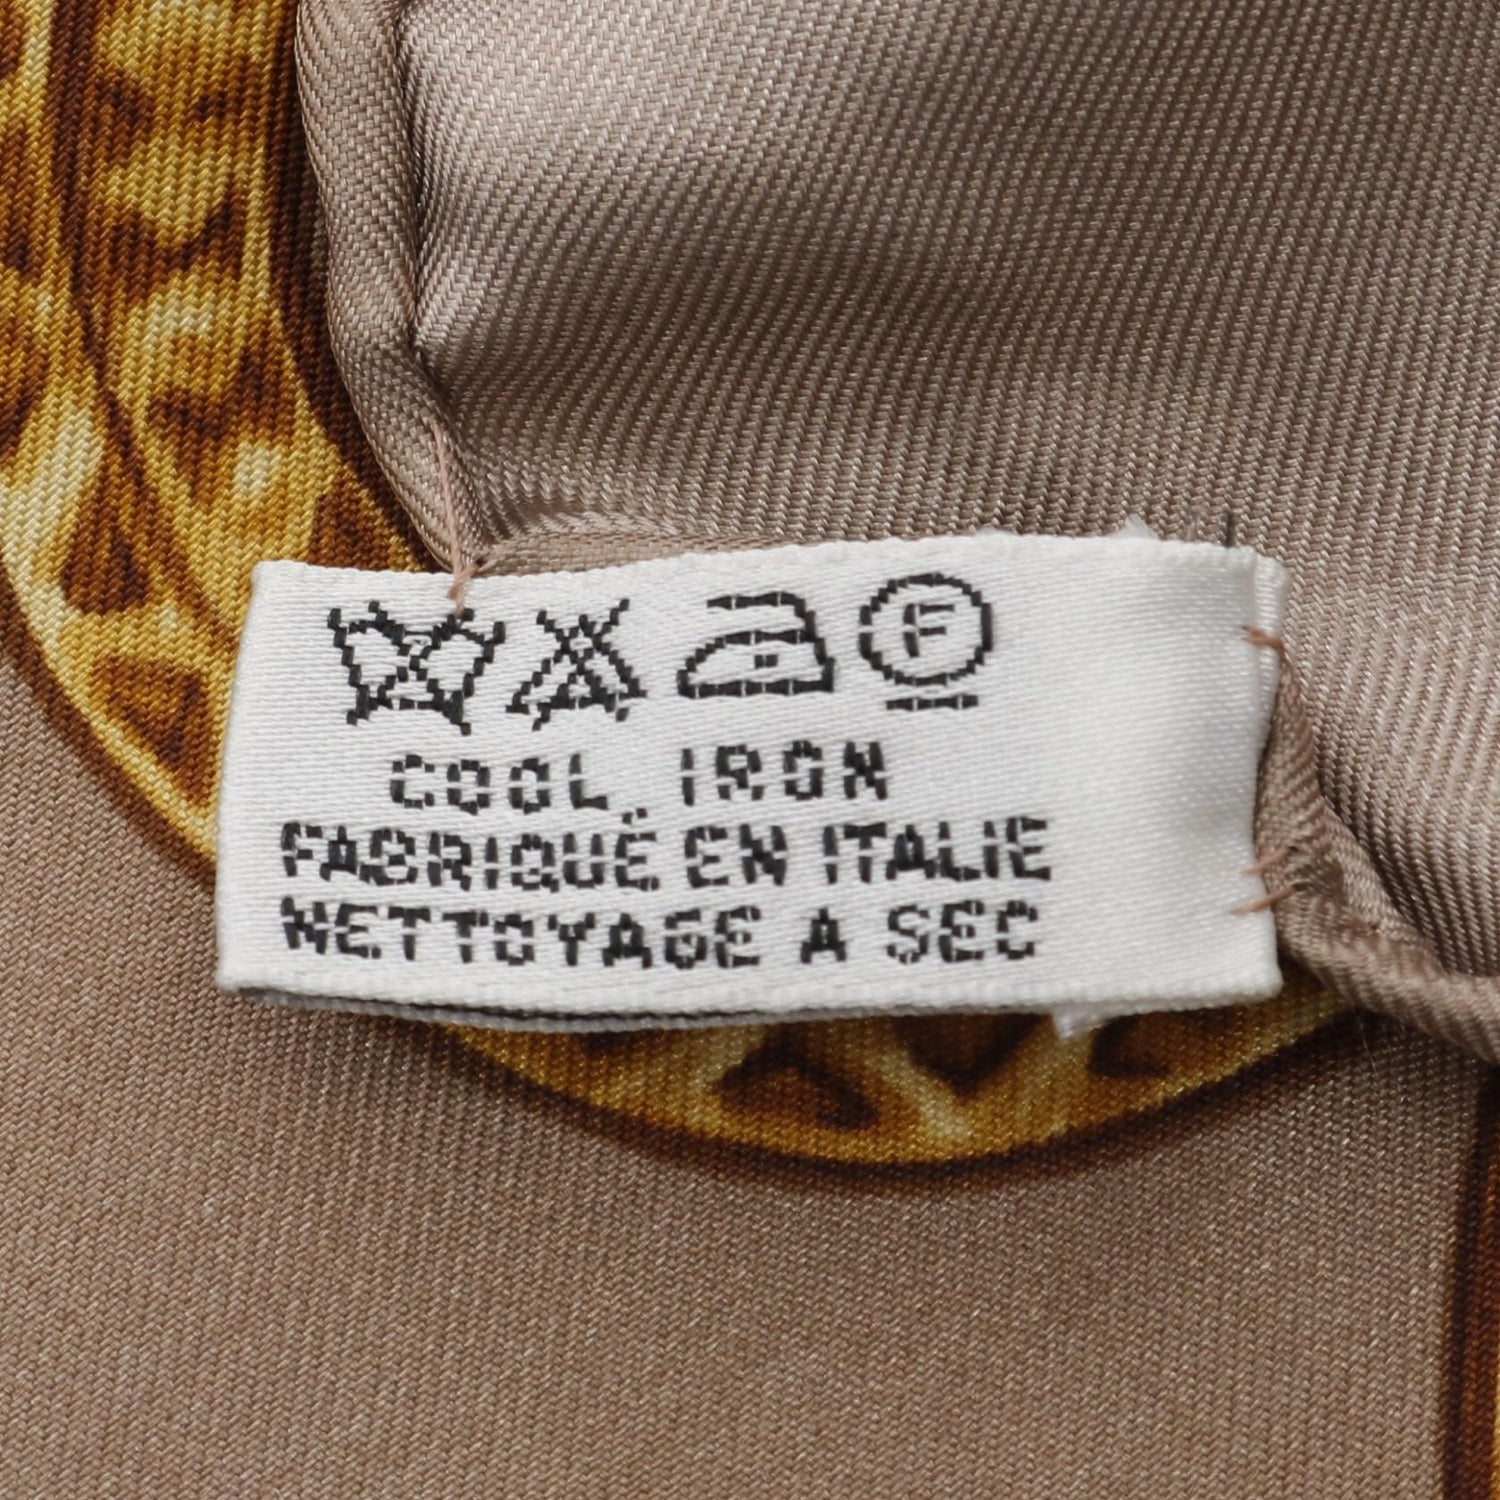 F
COOL IRON
FABRIQUÉ EN ITALIE
NETTOYAGE A SEC